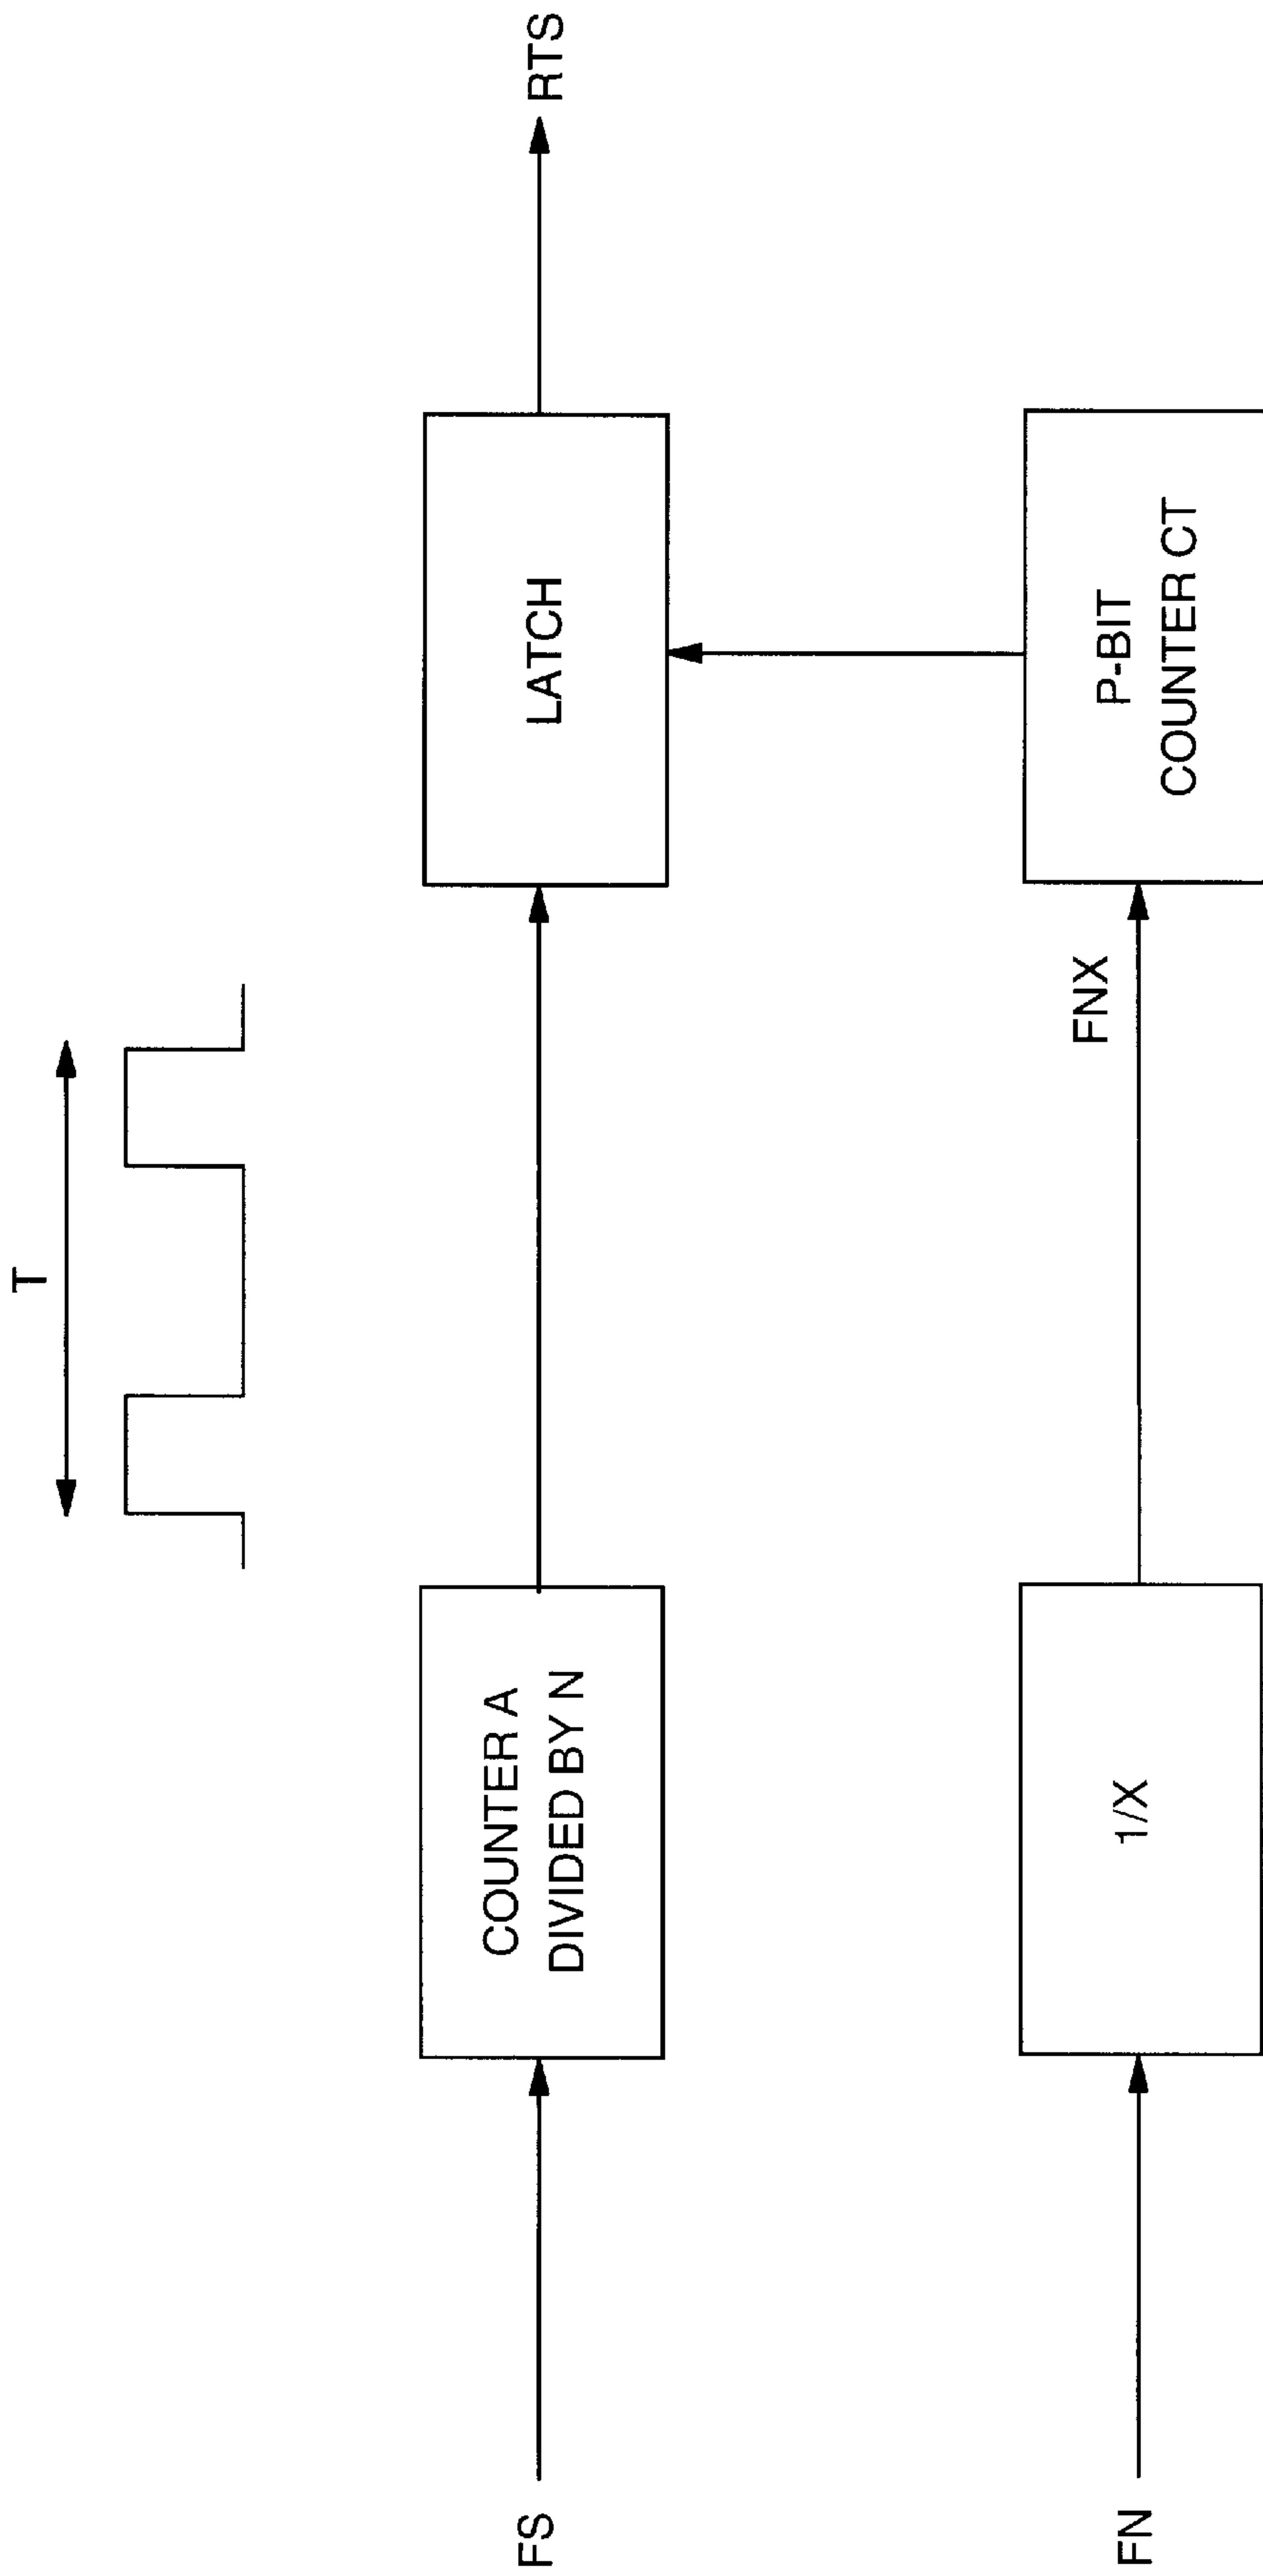 T
FS
COUNTER A
DIVIDED BY N
LATCH
RTS
FN
1/X
FNX
P-BIT
COUNTER CT